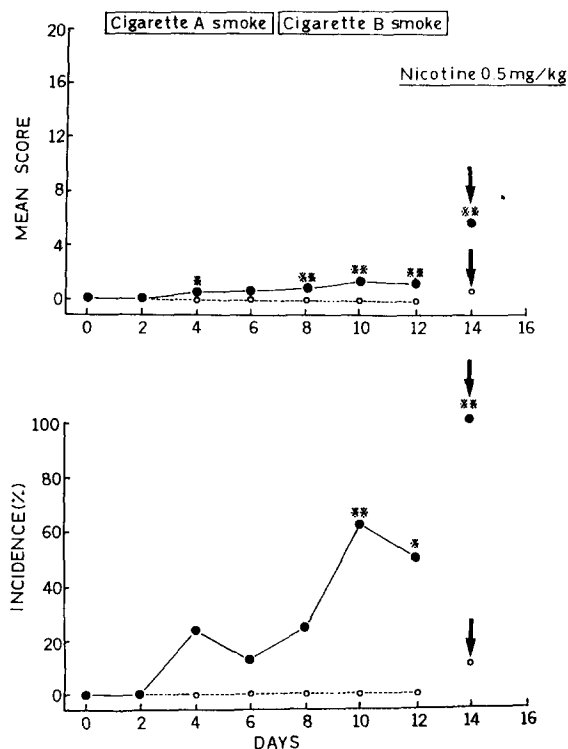 Cigarette A smoke Cigarette B smoke
20
Nicotine 0.5mg/kg
16
12
MEAN SCORE
8
**
4
* ** ** **
0
0 2 4 6 8 10 12 14 16
**
100
80
INCIDENCE(%)
**
60
*
40
20
0
0 2 4 6 8 10 12 14 16
DAYS